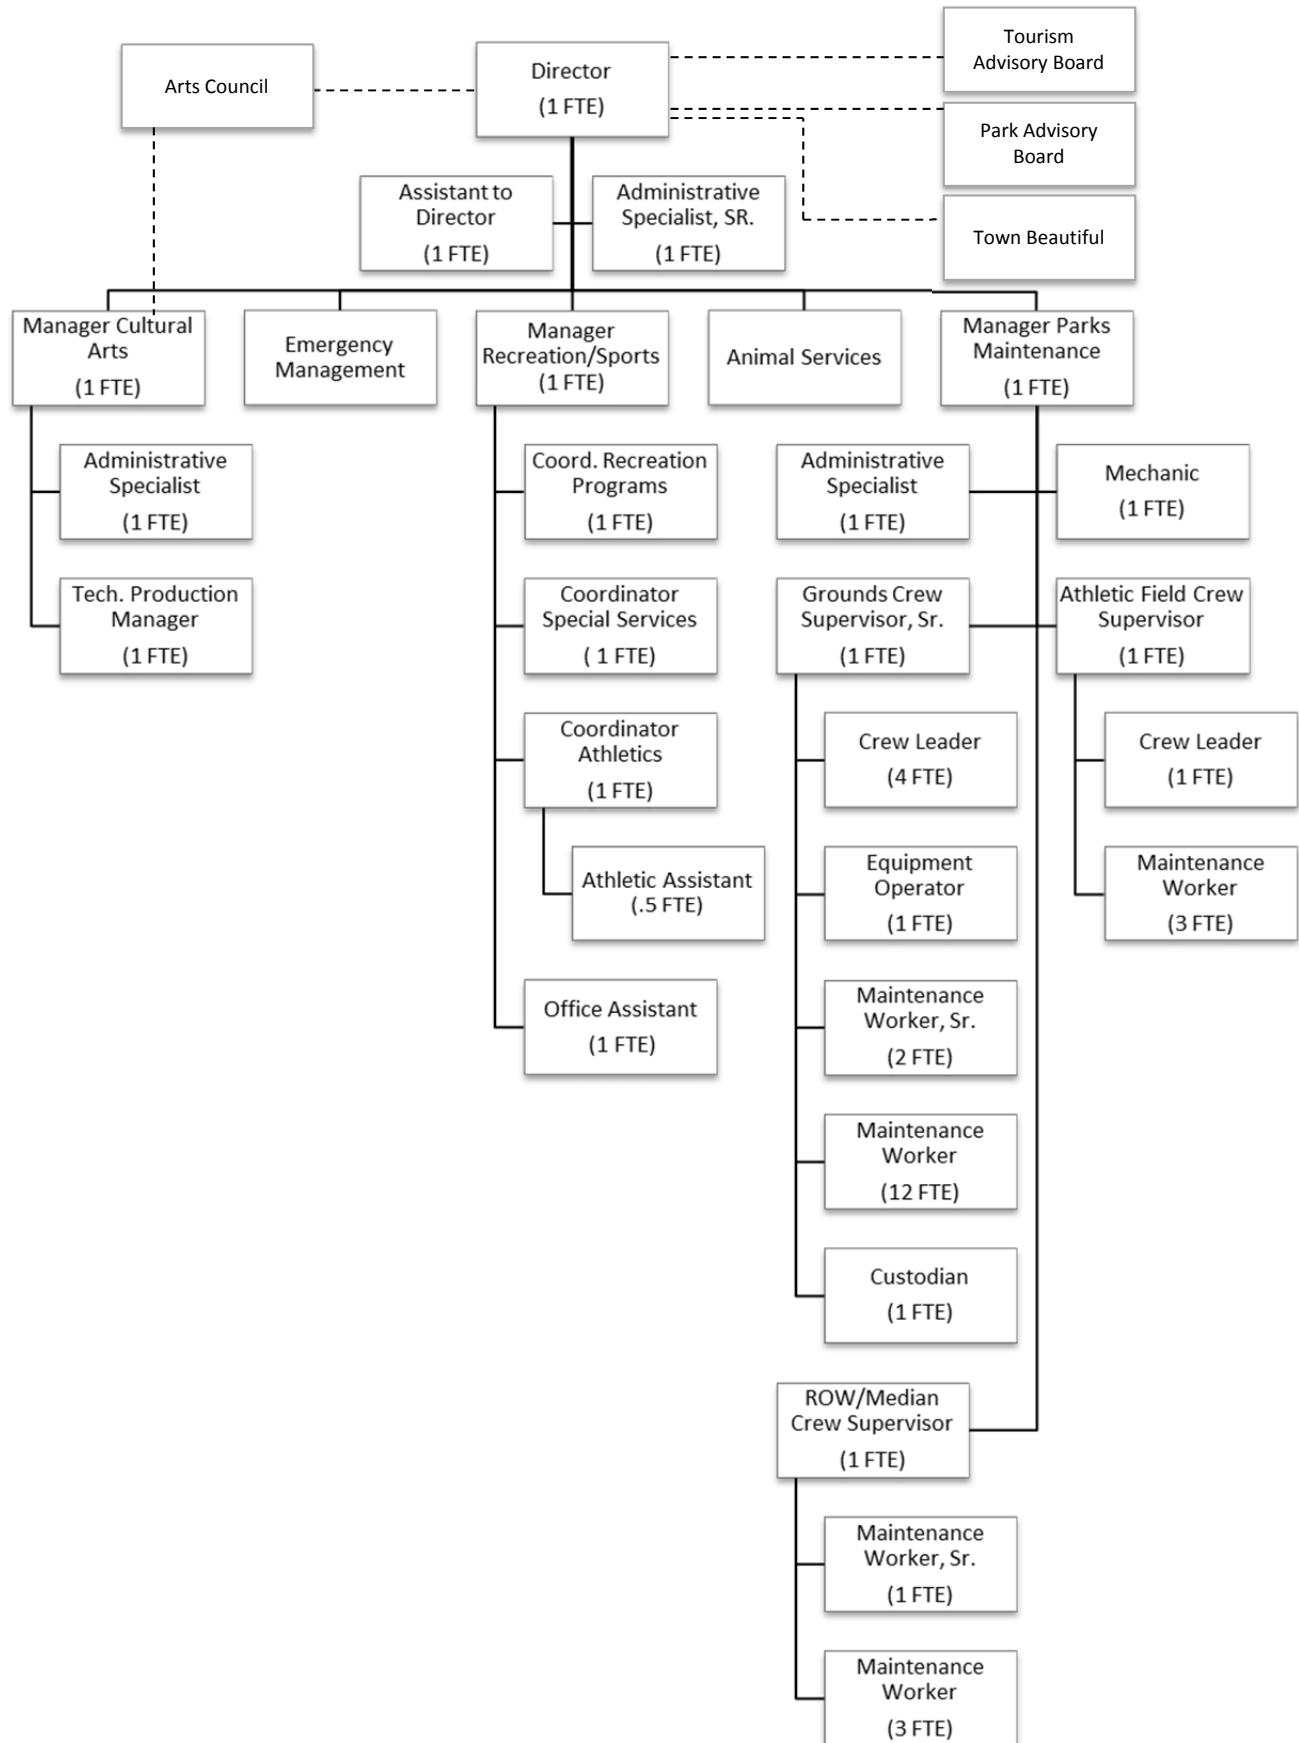 Tourism
Advisory Board
Arts Council
Director
(1 FTE)
Park Advisory
Board
Town Beautiful
Assistant to
Director
(1 FTE)
Administrative
Specialist, SR.
(1 FTE)
Manager Cultural
Arts
(1 FTE)
Emergency
Management
Manager
Recreation/Sports
(1 FTE)
Animal Services
Manager Parks
Maintenance
(1 FTE)
Administrative
Specialist
(1 FTE)
Tech. Production
Manager
(1 FTE)
Coord. Recreation
Programs
(1 FTE)
Coordinator
Special Services
( 1 FTE)
Coordinator
Athletics
(1 FTE)
Athletic Assistant
(.5 FTE)
Office Assistant
(1 FTE)
Administrative
Specialist
(1 FTE)
Mechanic
(1 FTE)
Grounds Crew
Supervisor, Sr.
(1 FTE)
Crew Leader
(4 FTE)
Equipment
Operator
(1 FTE)
Maintenance
Worker, Sr.
(2 FTE)
Maintenance
Worker
(12 FTE)
Custodian
(1 FTE)
Athletic Field Crew
Supervisor
(1 FTE)
Crew Leader
(1 FTE)
Maintenance
Worker
(3 FTE)
ROW/Median
Crew Supervisor
(1 FTE)
Maintenance
Worker, Sr.
(1 FTE)
Maintenance
Worker
(3 FTE)